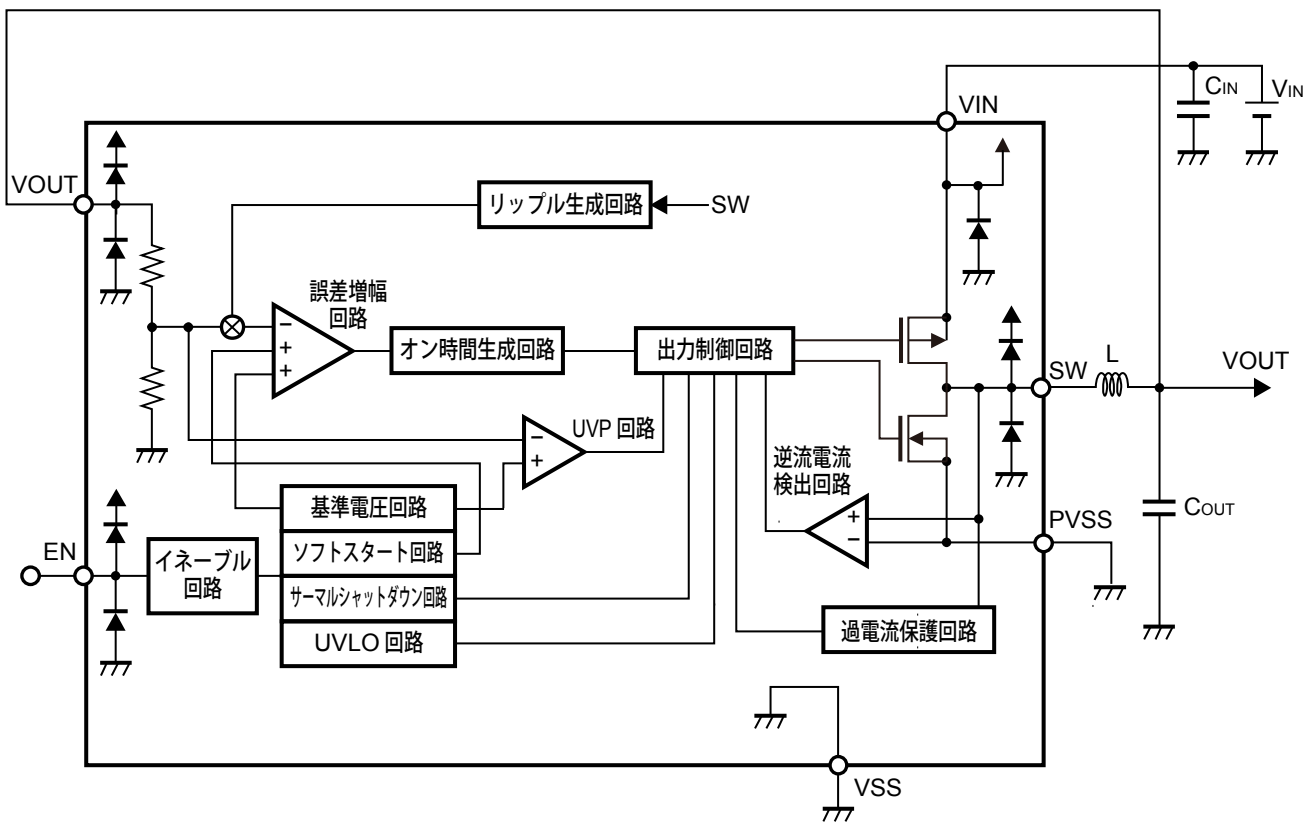 CIN
VIN
VIN
VOUT
リップル生成回路
SW
誤差増幅
回路
−
+
+
オン時間生成回路
出力制御回路
SW
L
VOUT
−
+
UVP 回路
逆流電流
検出回路
+
−
基準電圧回路
ソフトスタート回路
サーマルシャットダウン回路
UVLO 回路
EN
イネーブル
回路
PVSS
COUT
過電流保護回路
VSS